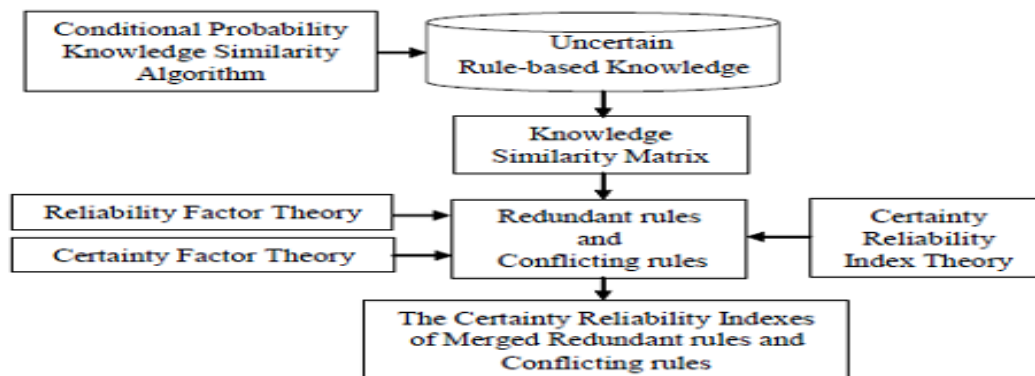 Conditional Probability
Knowledge Similarity
Algorithm
Uncertain
Rule-based Knowledge
Knowledge
Similarity Matrix
Reliability Factor Theory
Certainty Factor Theory
Redundant rules
and
Conflicting rules
Certainty
Reliability
Index Theory
The Certainty Reliability Indexes
of Merged Redundant rules and
Conflicting rules